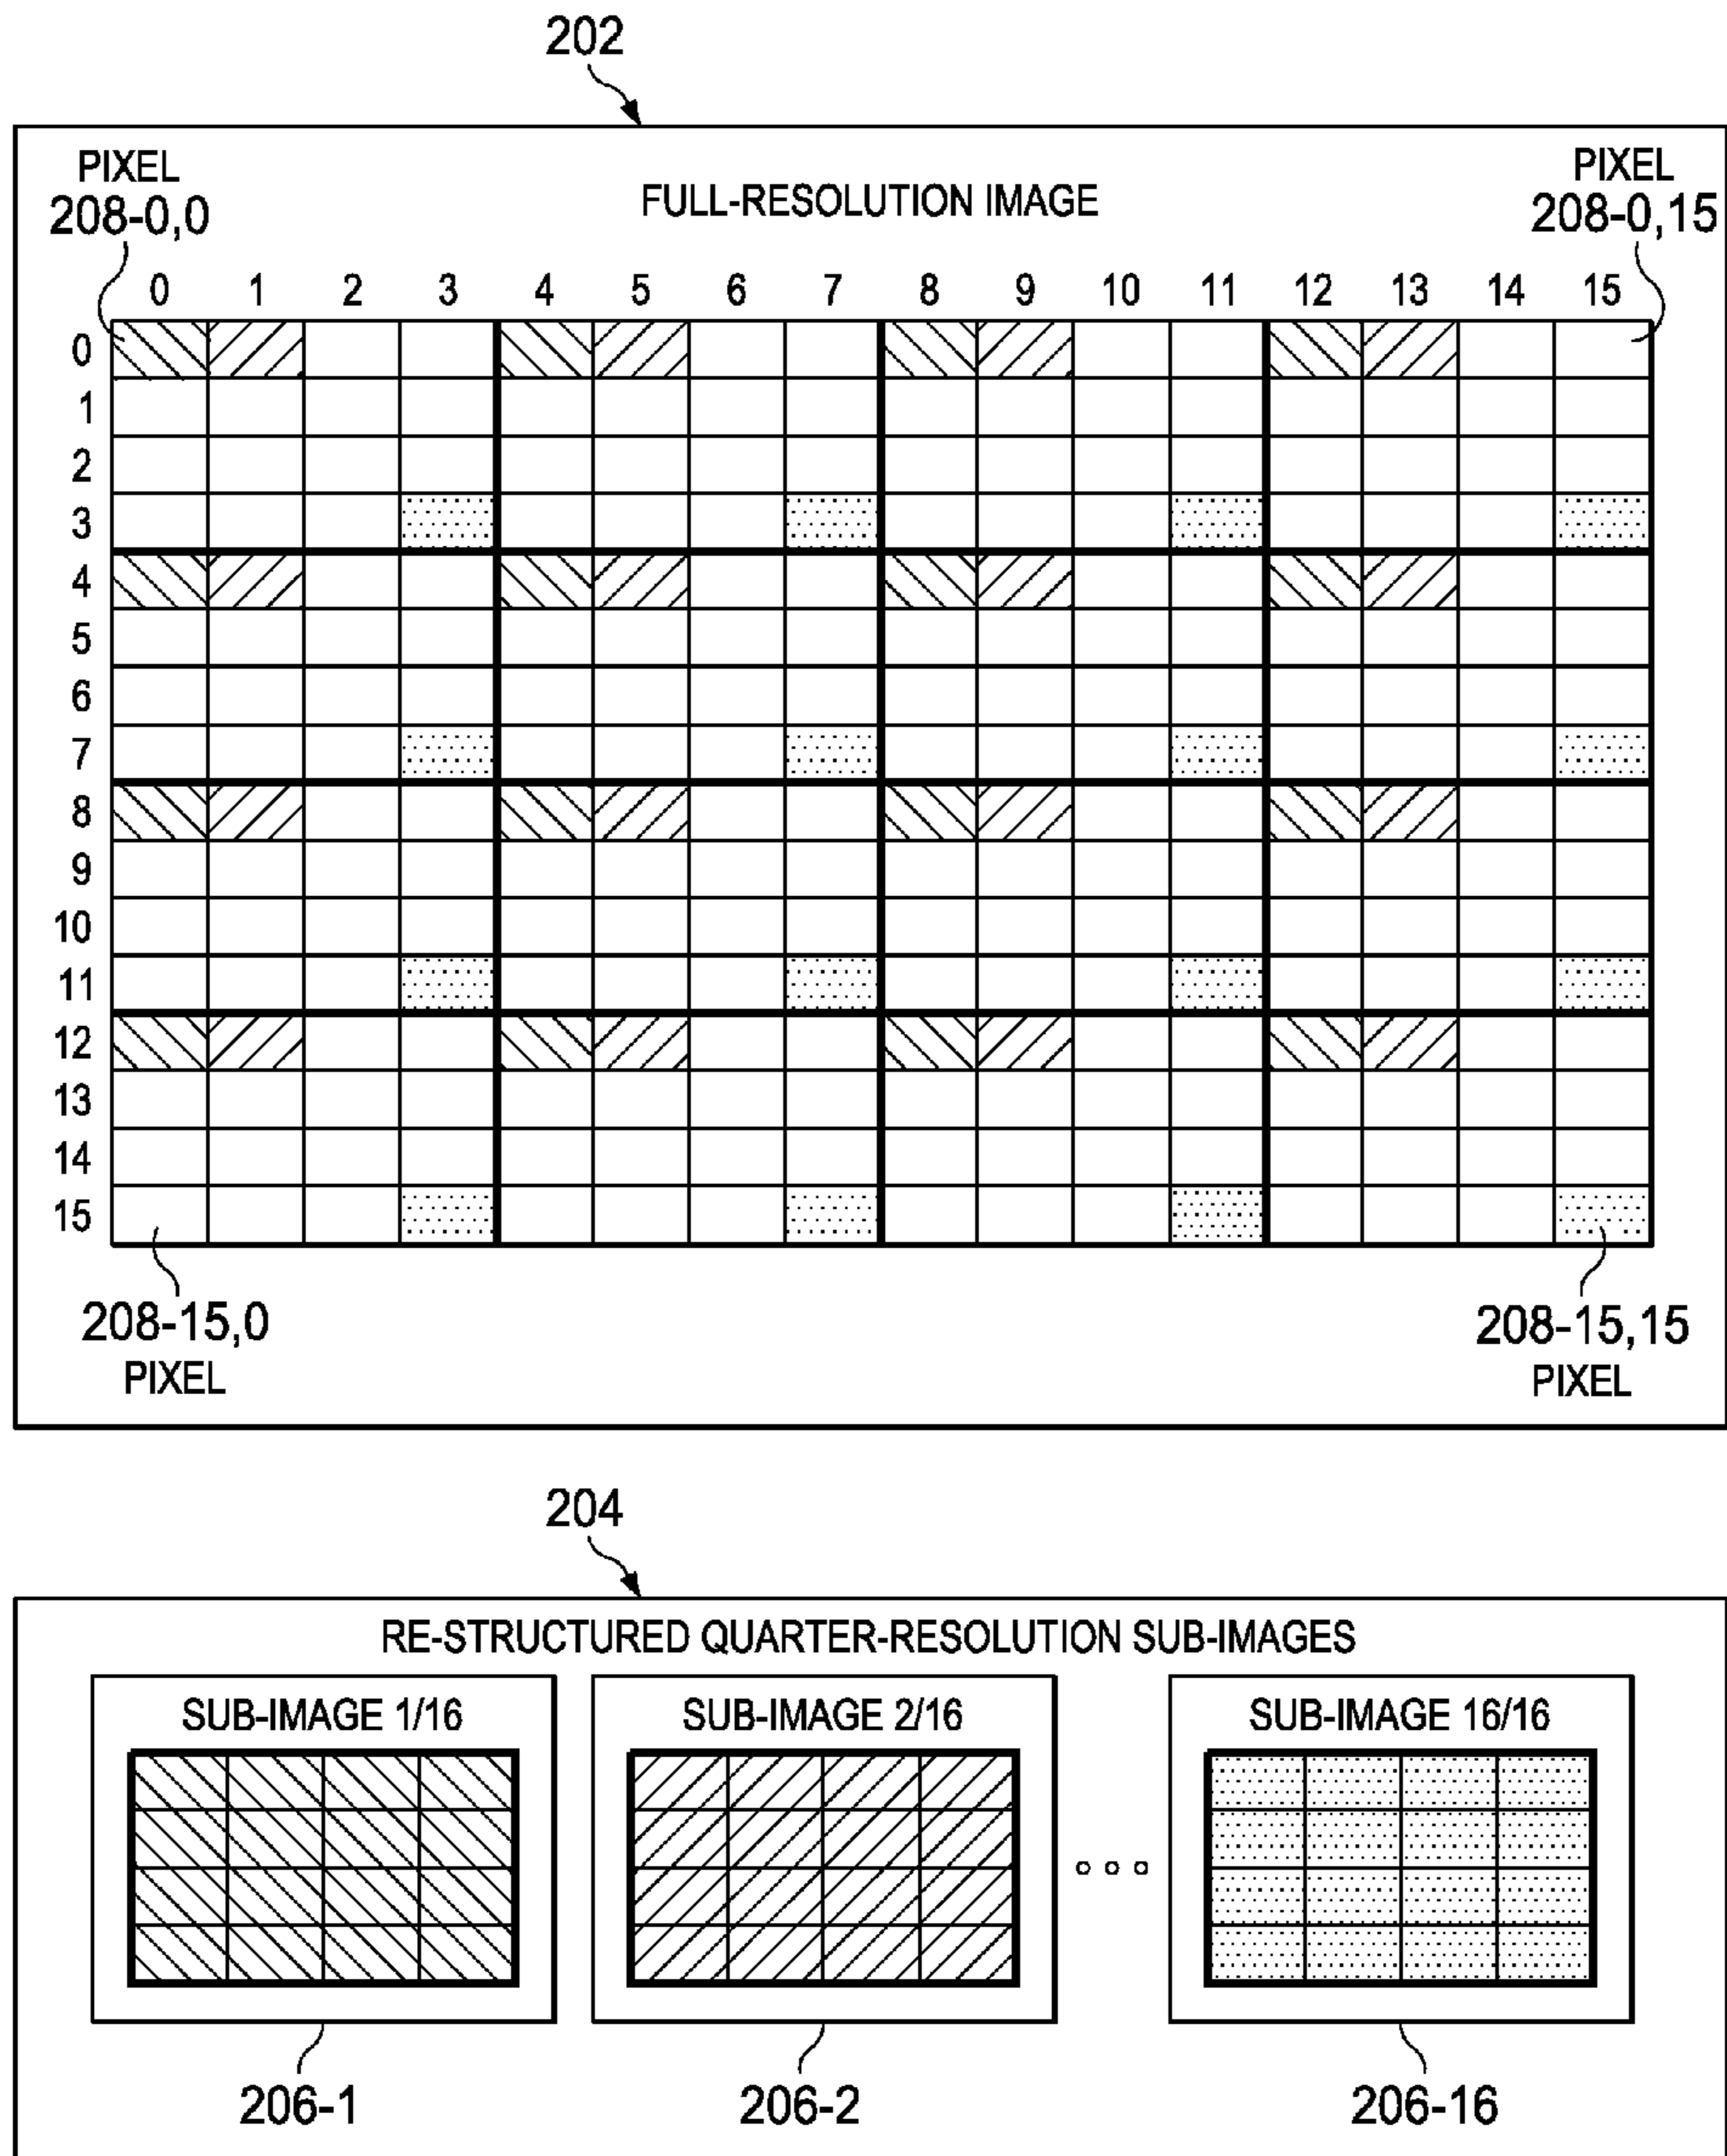 202
PIXEL
208-0,0
FULL-RESOLUTION IMAGE
PIXEL
208-0,15
0 1 2 3 4 5 6 7 8 9 10 11 12 13 14 15
0
1
2
3
4
5
6
7
8
9
10
11
12
13
14
15
208-15,0
PIXEL
208-15,15
PIXEL
204
RE-STRUCTURED QUARTER-RESOLUTION SUB-IMAGES
SUB-IMAGE 1/16
SUB-IMAGE 2/16
SUB-IMAGE 16/16
206-1
206-2
206-16